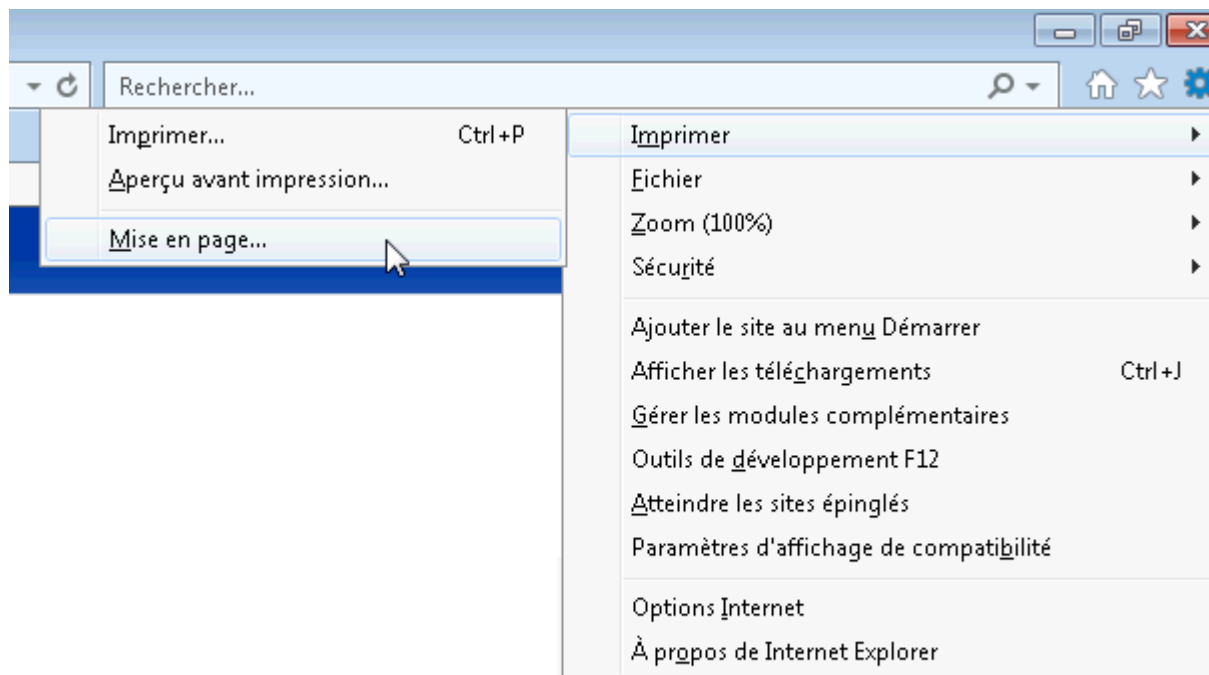 Rechercher...
Imprimer... Ctrl+P
Aperçu avant impression...
Mise en page...
Imprimer
Fichier
Zoom (100%)
Sécurité
Ajouter le site au menu Démarrer
Afficher les téléchargements Ctrl+J
Gérer les modules complémentaires
Outils de développement F12
Atteindre les sites épinglés
Paramètres d'affichage de compatibilité
Options Internet
À propos de Internet Explorer